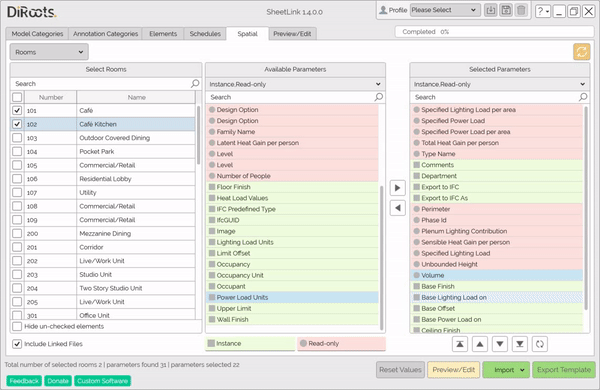 DiRoots.
SheetLink 1.4.0.0
Profile Please Select
?
Model Categories Annotation Categories Elements Schedules Spatial Preview/Edit
Completed 0%
Rooms
Select Rooms
Search
Number Name
101 Café
102 Café Kitchen
103 Outdoor Covered Dining
104 Pocket Park
105 Commercial/Retail
106 Residential Lobby
107 Utility
108 Commercial/Retail
109 Commercial/Retail
200 Mezzanine Dining
201 Corridor
202 Live/Work Unit
203 Studio Unit
204 Two Story Studio Unit
205 Live/Work Unit
301 Office Unit
Hide un-checked elements
Include Linked Files
Available Parameters
Instance,Read-only
Search
Design Option
Design Option
Family Name
Latent Heat Gain per person
Level
Level
Number of People
Floor Finish
Heat Load Values
IFC Predefined Type
IfcGUID
Image
Lighting Load Units
Limit Offset
Occupancy
Occupancy Unit
Occupant
Power Load Units
Upper Limit
Wall Finish
Instance Read-only
Selected Parameters
Instance,Read-only
Search
Specified Lighting Load per area
Specified Power Load
Specified Power Load per area
Total Heat Gain per person
Type Name
Comments
Department
Export to IFC
Export to IFC As
Perimeter
Phase Id
Plenum Lighting Contribution
Sensible Heat Gain per person
Specified Lighting Load
Unbounded Height
Volume
Base Finish
Base Lighting Load on
Base Offset
Base Power Load on
Ceiling Finish
Total number of selected rooms 2 | parameters found 31 | parameters selected 22
Reset Values Preview/Edit Import Export Template
Feedback Donate Custom Software